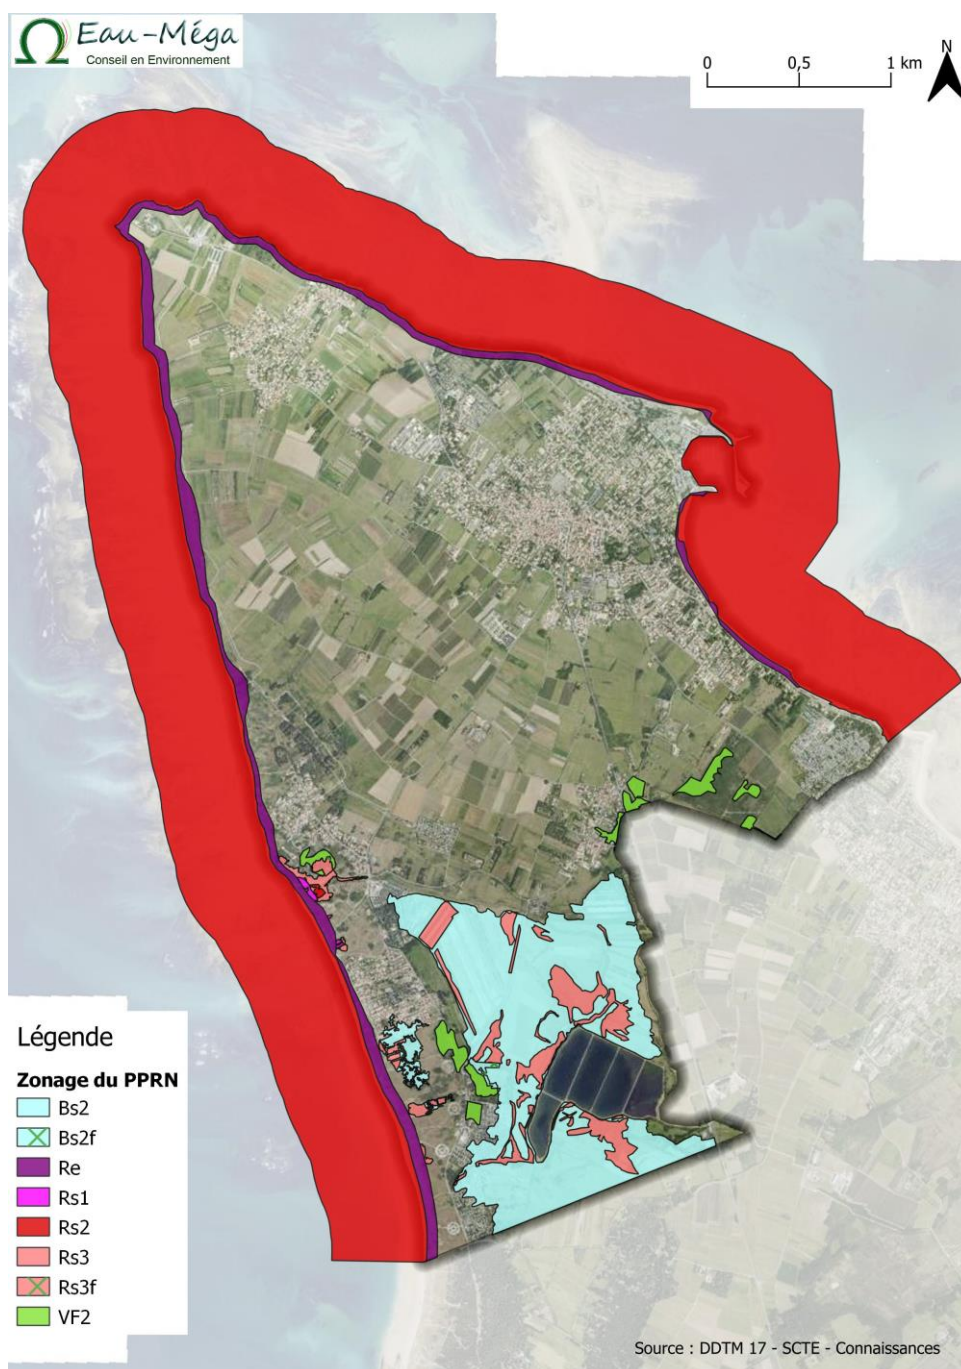 Eau-Méga
Conseil en Environnement
N
0 0,5 1 km
Légende
Zonage du PPRN
Bs2
Bs2f
Re
Rs1
Rs2
Rs3
Rs3f
VF2
Source : DDTM 17 - SCTE - Connaissances